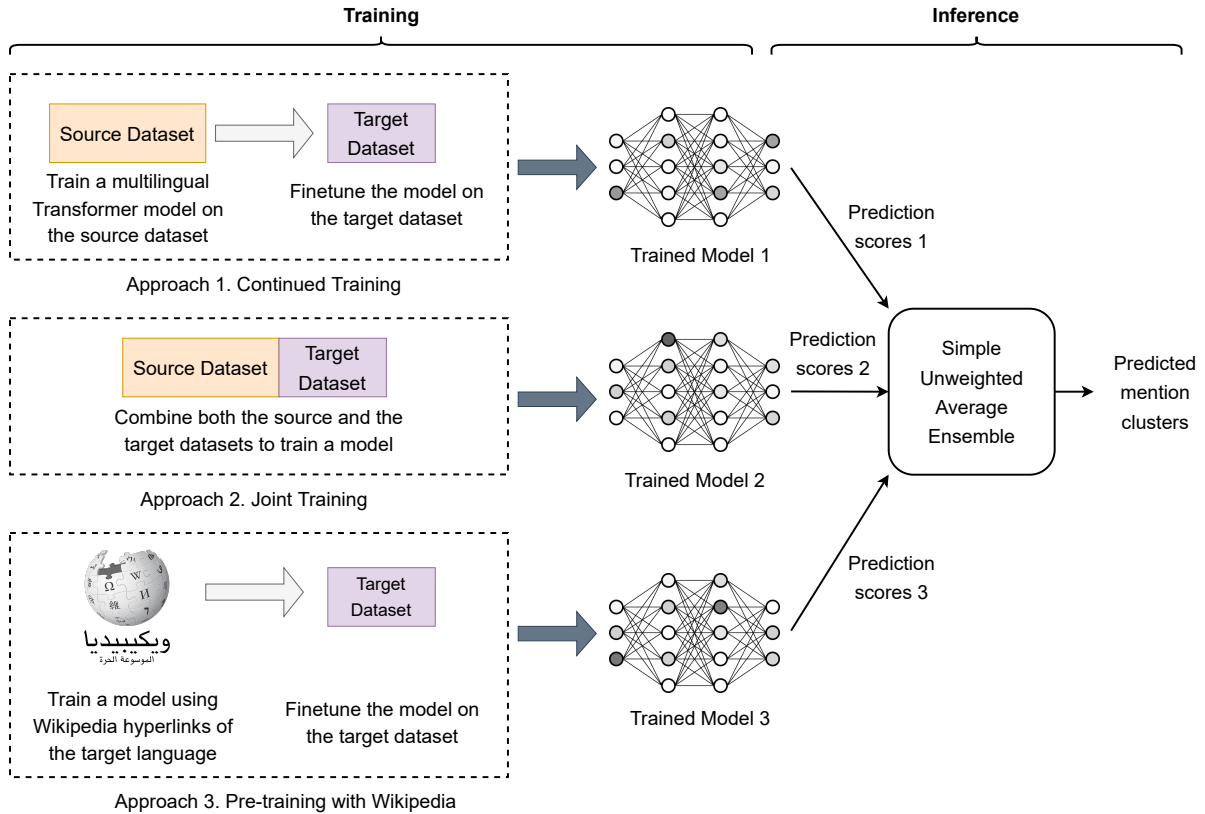 Training
Inference
Source Dataset
Target
Dataset
Train a multilingual
Transformer model on
the source dataset
Finetune the model on
the target dataset
Approach 1. Continued Training
Trained Model 1
Prediction
scores 1
Source Dataset
Target
Dataset
Combine both the source and the
target datasets to train a model
Approach 2. Joint Training
Trained Model 2
Prediction
scores 2
Simple
Unweighted
Average
Ensemble
Predicted
mention
clusters
Ω
W
И
維
ويكيبيديا
الموسوعة الحرة
Target
Dataset
Train a model using
Wikipedia hyperlinks of
the target language
Finetune the model on
the target dataset
Approach 3. Pre-training with Wikipedia
Trained Model 3
Prediction
scores 3